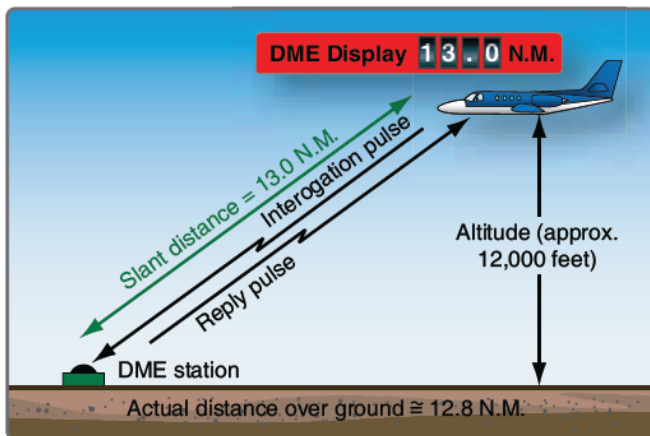 DME Display 13.0 N.M.
Slant distance = 13.0 N.M.
Interogation pulse
Reply pulse
Altitude (approx.
12,000 feet)
DME station
Actual distance over ground ≅ 12.8 N.M.